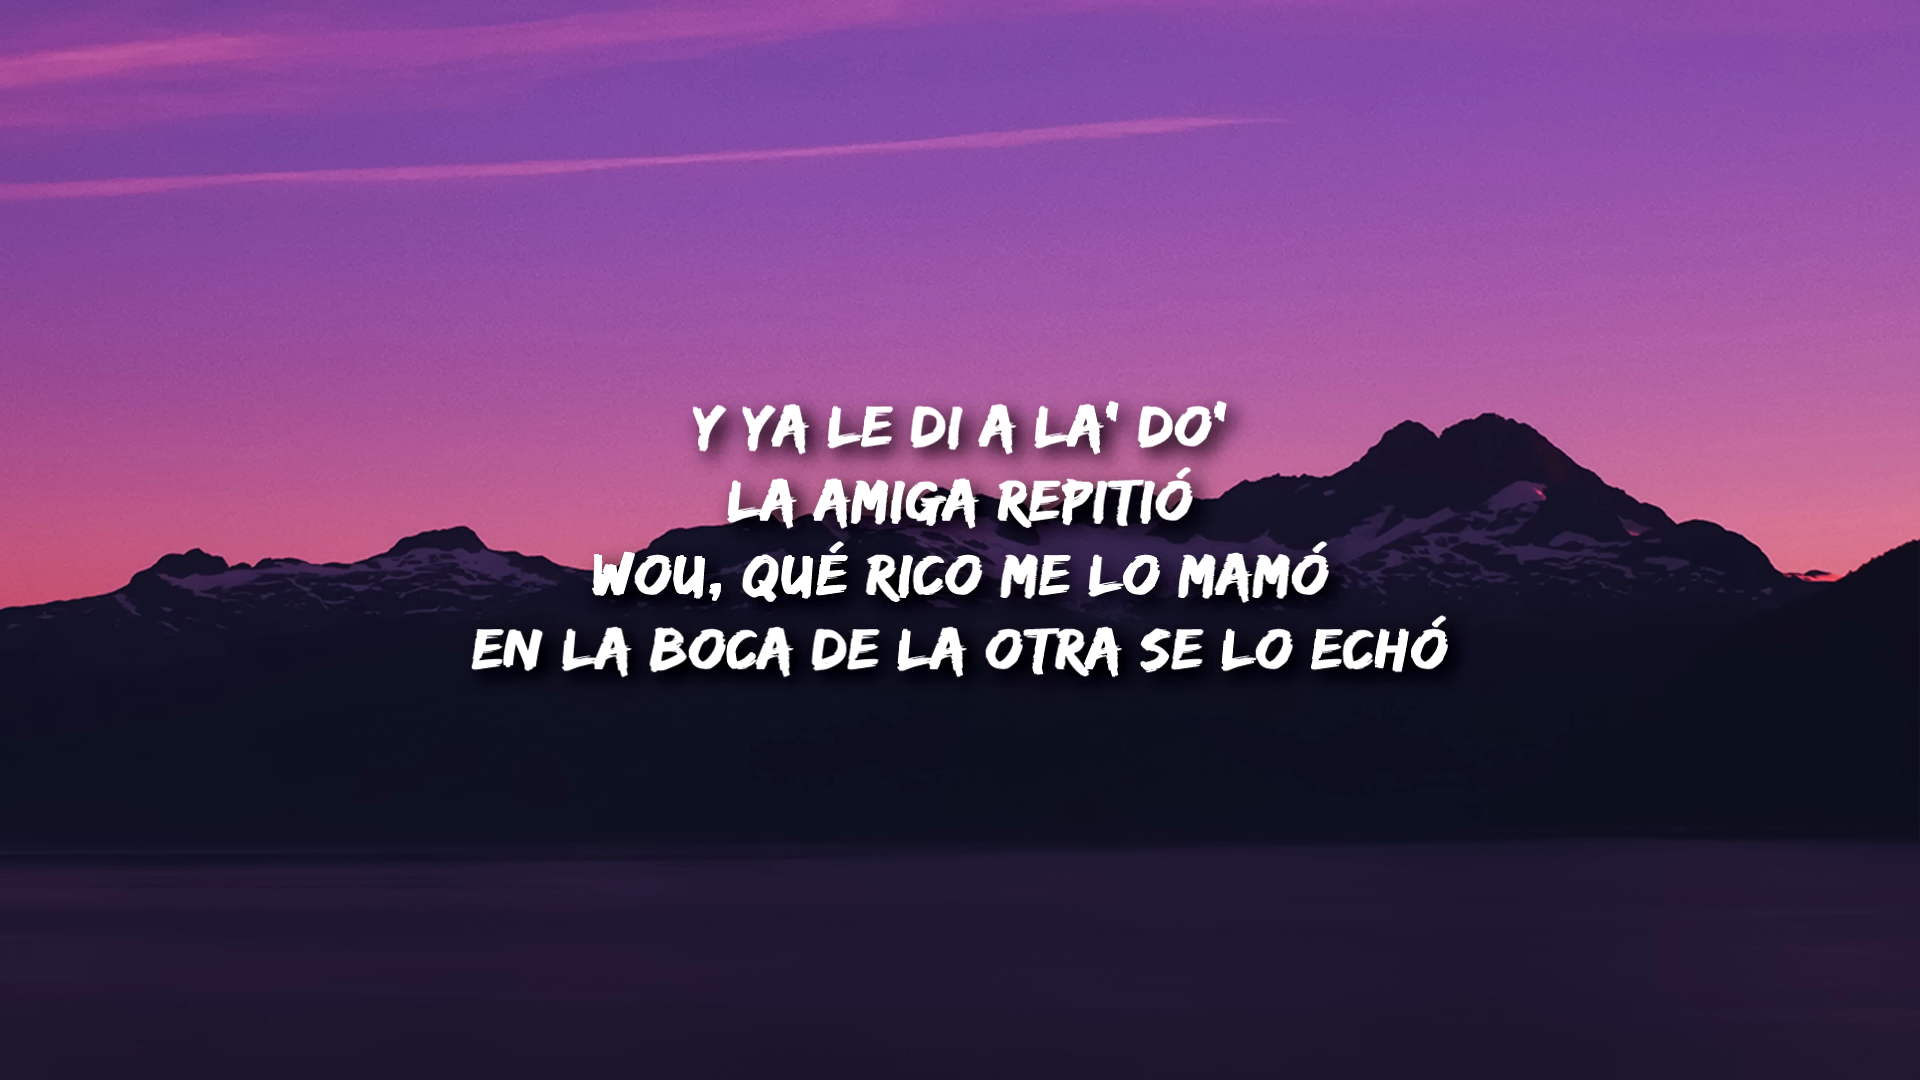 Y YA LE DI A LA' DO'
LA AMIGA REPITIÓ
WOU, QUÉ RICO ME LO MAMÓ
EN LA BOCA DE LA OTRA SE LO ECHÓ